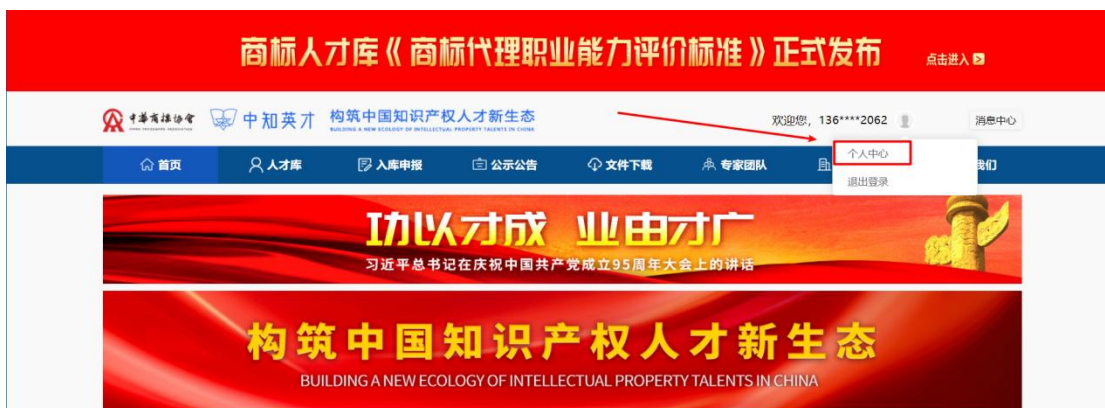 商标人才库《商标代理职业能力评价标准》正式发布 点击进入
中华商标协会 中知英才 构筑中国知识产权人才新生态
BUILDING A NEW ECOLOGY OF INTELLECTUAL PROPERTY TALENTS IN CHINA
欢迎您，136****2062 消息中心
首页 人才库 入库申报 公示公告 文件下载 专家团队 我们
个人中心
退出登录
功以才成 业由才广
习近平总书记在庆祝中国共产党成立95周年大会上的讲话
构筑中国知识产权人才新生态
BUILDING A NEW ECOLOGY OF INTELLECTUAL PROPERTY TALENTS IN CHINA